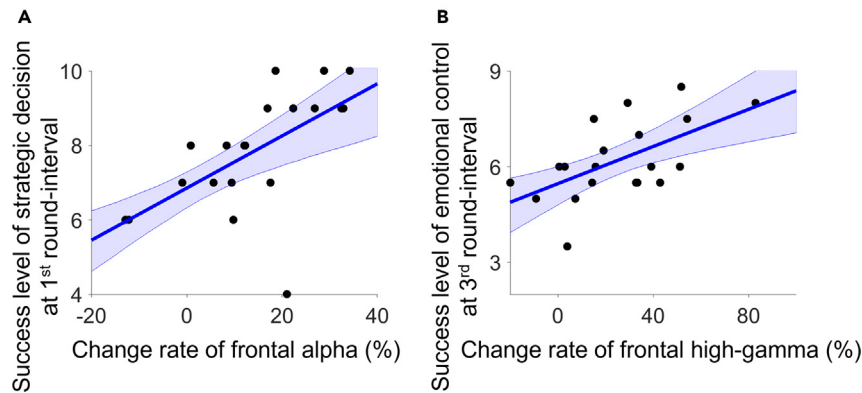 A
Success level of strategic decision
at 1st round-interval
10
8
6
4
-20
0
20
40
Change rate of frontal alpha (%)
B
Success level of emotional control
at 3rd round-interval
9
6
3
0
40
80
Change rate of frontal high-gamma (%)